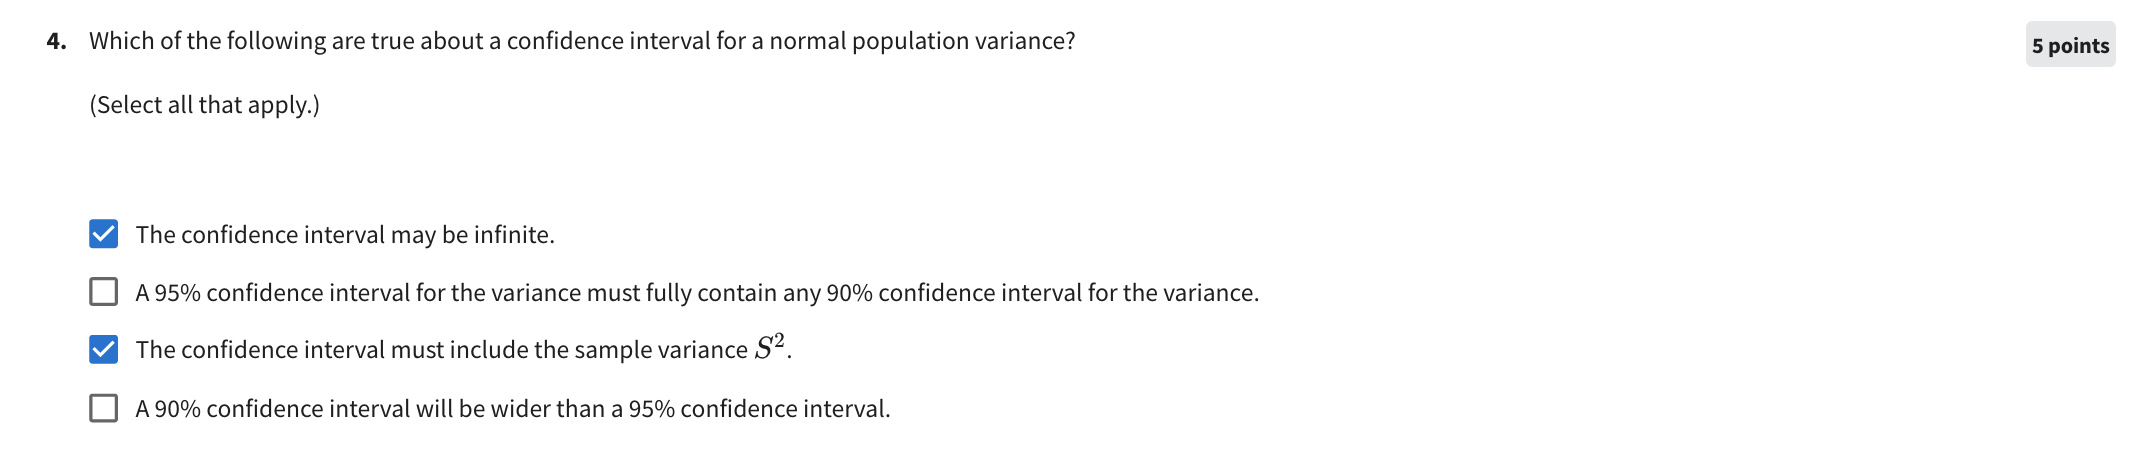 4. Which of the following are true about a confidence interval for a normal population variance?
5 points
(Select all that apply.)
The confidence interval may be infinite.
A 95% confidence interval for the variance must fully contain any 90% confidence interval for the variance.
The confidence interval must include the sample variance S².
A 90% confidence interval will be wider than a 95% confidence interval.